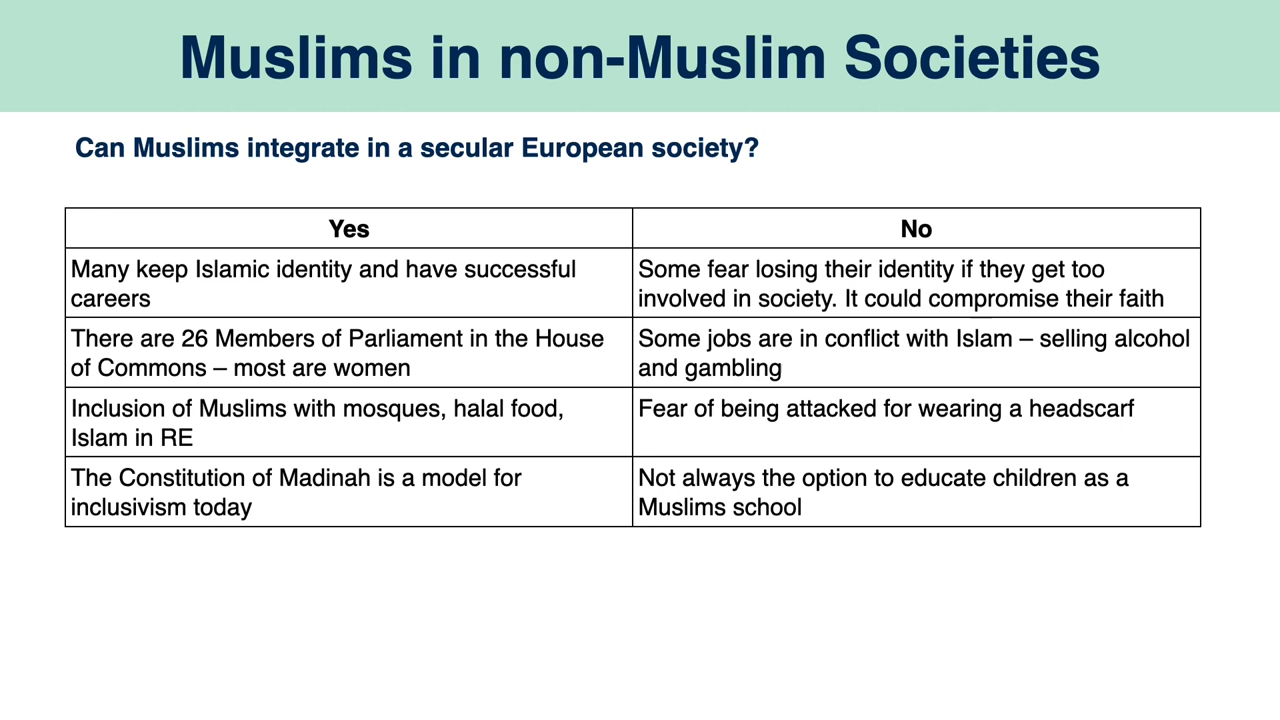 Muslims in non-Muslim Societies
Can Muslims integrate in a secular European society?
Yes
No
Many keep Islamic identity and have successful
careers
Some fear losing their identity if they get too
involved in society. It could compromise their faith
There are 26 Members of Parliament in the House
of Commons – most are women
Some jobs are in conflict with Islam – selling alcohol
and gambling
Inclusion of Muslims with mosques, halal food,
Islam in RE
Fear of being attacked for wearing a headscarf
The Constitution of Madinah is a model for
inclusivism today
Not always the option to educate children as a
Muslims school